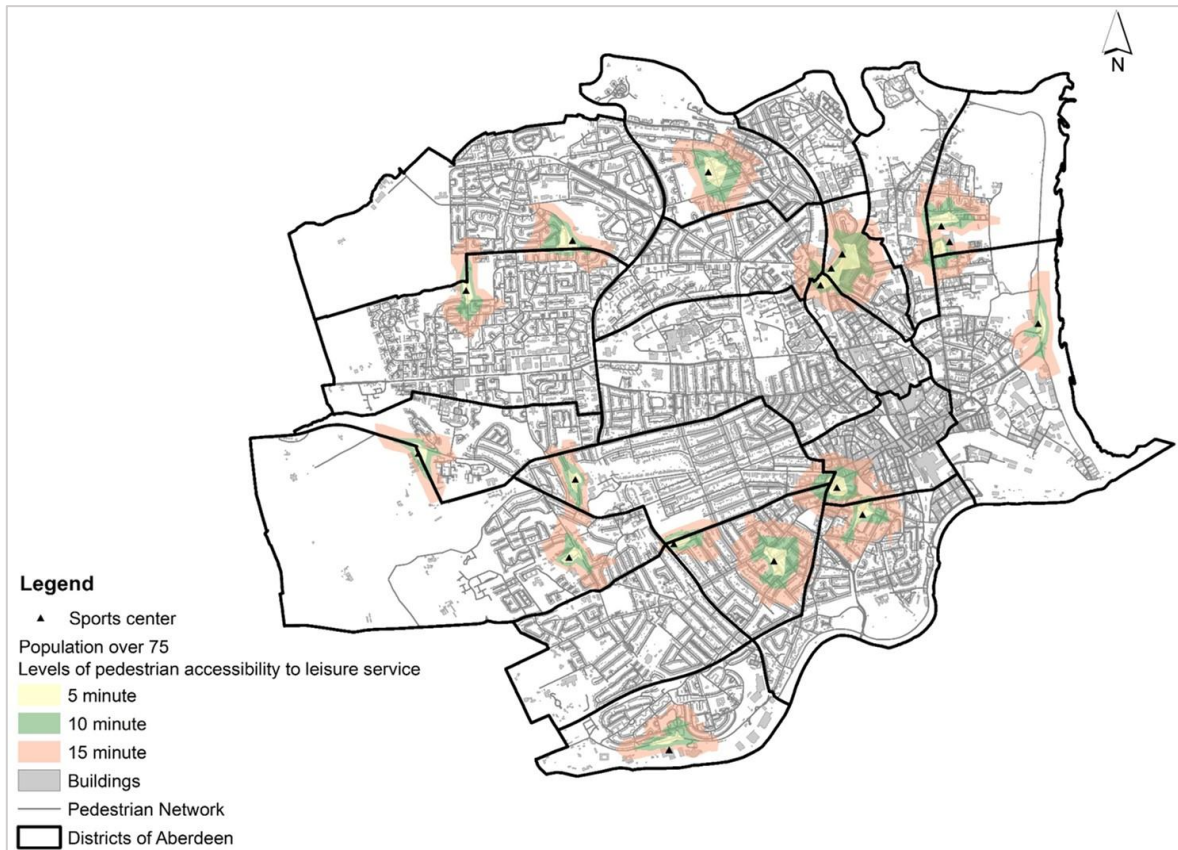 N
Legend
Sports center
Population over 75
Levels of pedestrian accessibility to leisure service
5 minute
10 minute
15 minute
Buildings
Pedestrian Network
Districts of Aberdeen